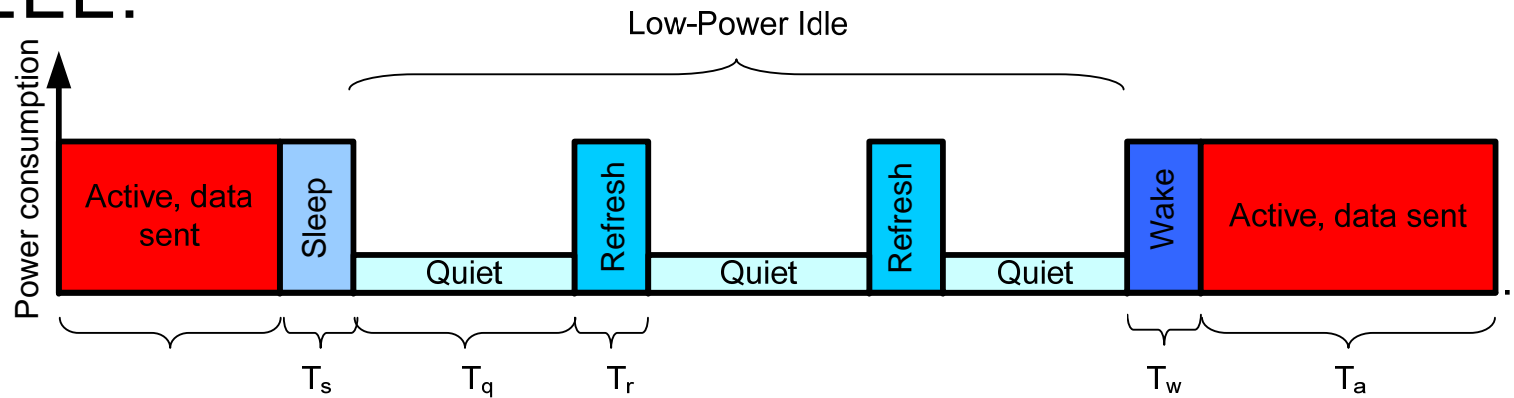 Low-Power Idle
Power consumption
Active, data
sent
Sleep
Quiet
Refresh
Quiet
Refresh
Quiet
Wake
Active, data sent
Ts
Tq
Tr
Tw
Ta